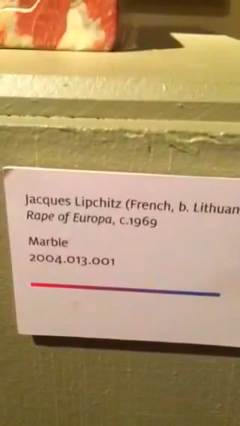 Jacques Lipchitz (French, b. Lithuan
Rape of Europa, c.1969
Marble
2004.013.001